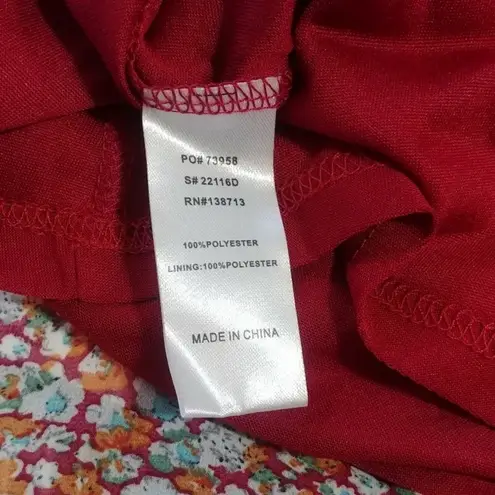 PO# 73958
S# 22116D
RN#138713
100%POLYESTER
LINING:100%POLYESTER
MADE IN CHINA